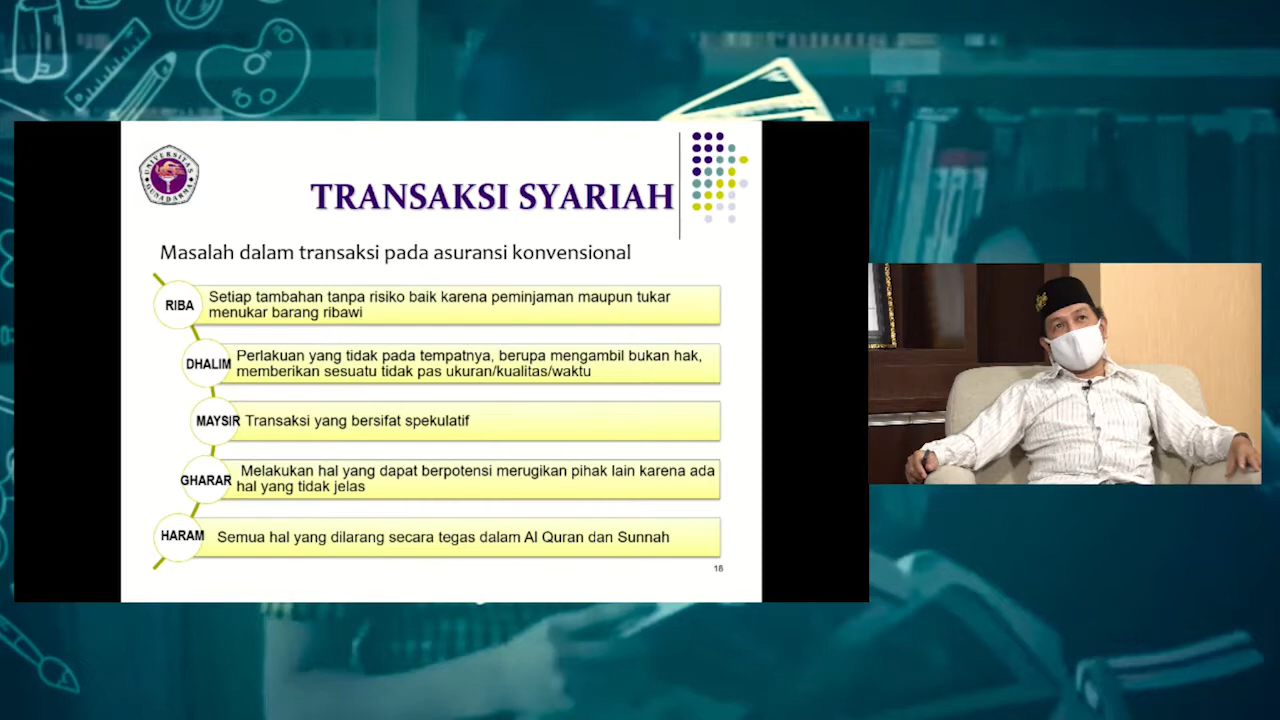 UNIVERSITAS GUNADARMA
TRANSAKSI SYARIAH
Masalah dalam transaksi pada asuransi konvensional
RIBA
Setiap tambahan tanpa risiko baik karena peminjaman maupun tukar
menukar barang ribawi
DHALIM
Perlakuan yang tidak pada tempatnya, berupa mengambil bukan hak,
memberikan sesuatu tidak pas ukuran/kualitas/waktu
MAYSIR
Transaksi yang bersifat spekulatif
GHARAR
Melakukan hal yang dapat berpotensi merugikan pihak lain karena ada
hal yang tidak jelas
HARAM
Semua hal yang dilarang secara tegas dalam Al Quran dan Sunnah
16